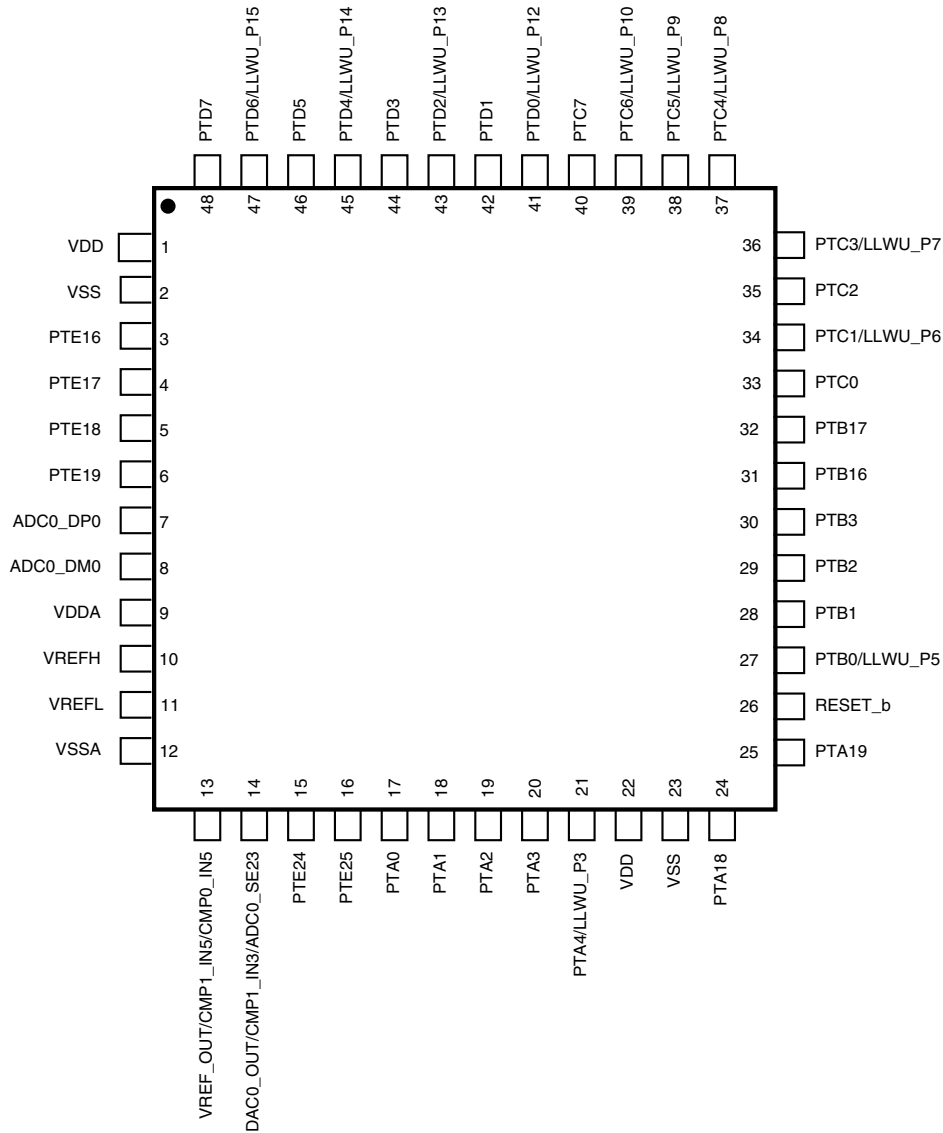 PTD7
PTD6/LLWU_P15
PTD5
PTD4/LLWU_P14
PTD3
PTD2/LLWU_P13
PTD1
PTD0/LLWU_P12
PTC7
PTC6/LLWU_P10
PTC5/LLWU_P9
PTC4/LLWU_P8
48
47
46
45
44
43
42
41
40
39
38
37
VDD 1
VSS 2
PTE16 3
PTE17 4
PTE18 5
PTE19 6
ADC0_DP0 7
ADC0_DM0 8
VDDA 9
VREFH 10
VREFL 11
VSSA 12
36 PTC3/LLWU_P7
35 PTC2
34 PTC1/LLWU_P6
33 PTC0
32 PTB17
31 PTB16
30 PTB3
29 PTB2
28 PTB1
27 PTB0/LLWU_P5
26 RESET_b
25 PTA19
13
14
15
16
17
18
19
20
21
22
23
24
VREF_OUT/CMP1_IN5/CMP0_IN5
DAC0_OUT/CMP1_IN3/ADC0_SE23
PTE24
PTE25
PTA0
PTA1
PTA2
PTA3
PTA4/LLWU_P3
VDD
VSS
PTA18